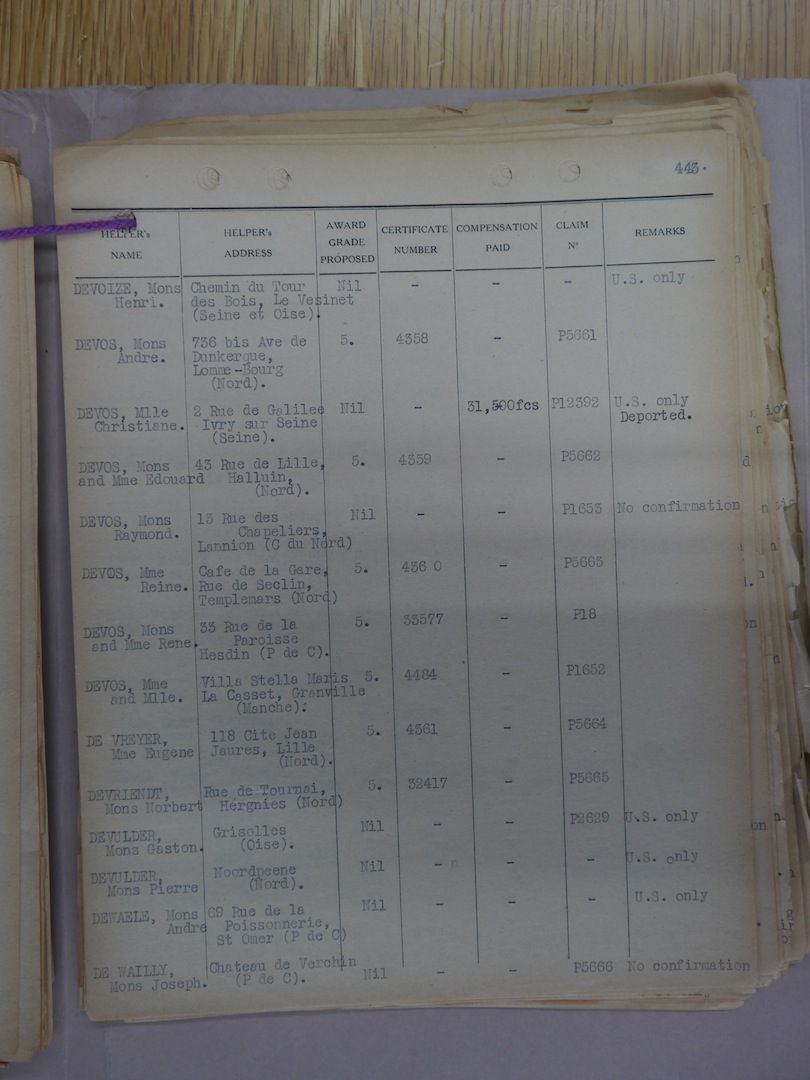 443.
HELPER's NAME HELPER's ADDRESS AWARD GRADE PROPOSED CERTIFICATE NUMBER COMPENSATION PAID CLAIM N° REMARKS
DEVOIZE, Mons Chemin du Tour Nil - - - U.S. only
Henri. des Bois, Le Vesinet
(Seine et Oise).
DEVOS, Mons 736 bis Ave de 5. 4358 - P5661
Andre. Dunkerque,
Lomme-Bourg
(Nord).
DEVOS, Mlle 2 Rue de Galilee Nil - 31,500fcs P12392 U.S. only
Christiane. Ivry sur Seine Deported.
(Seine).
DEVOS, Mons 43 Rue de Lille, 5. 4359 - P5662
and Mme Edouard Halluin,
(Nord).
DEVOS, Mons 13 Rue des Nil - - P1653 No confirmation
Raymond. Chapeliers,
Lannion (C du Nord)
DEVOS, Mme Cafe de la Gare, 5. 436 0 - P5663
Reine. Rue de Seclin,
Templemars (Nord)
DEVOS, Mons 33 Rue de la 5. 33577 - P18
and Mme Rene. Paroisse
Hesdin (P de C).
DEVOS, Mme Villa Stella Maris 5. 4484 - P1652
and Mlle. La Casset, Granville
(Manche).
DE VREYER, 118 Cite Jean 5. 4361 - P5664
Mme Eugene Jaures, Lille
(Nord).
DEVRIENDT, Rue de Tournai, 5. 32417 - P5665
Mons Norbert Hergnies (Nord)
DEVULDER, Grisolles Nil - - P2629 U.S. only
Mons Gaston. (Oise).
DEVULDER, Noordpeene Nil - - - U.S. only
Mons Pierre (Nord).
DEWAELE, Mons 69 Rue de la Nil - - - U.S. only
André Poissonnerie,
St Omer (P de C)
DE WAILLY, Chateau de Verchin Nil - - P5666 No confirmation
Mons Joseph. (P de C).